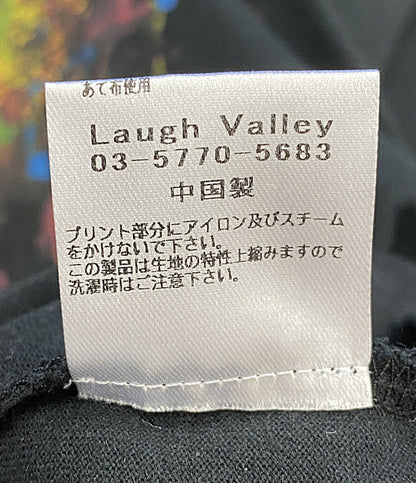 あて布使用
Laugh Valley
03-5770-5683
中国製
プリント部分にアイロン及びスチーム
をかけないで下さい。
この製品は生地の特性上縮みますので
洗濯時はご注意下さい。